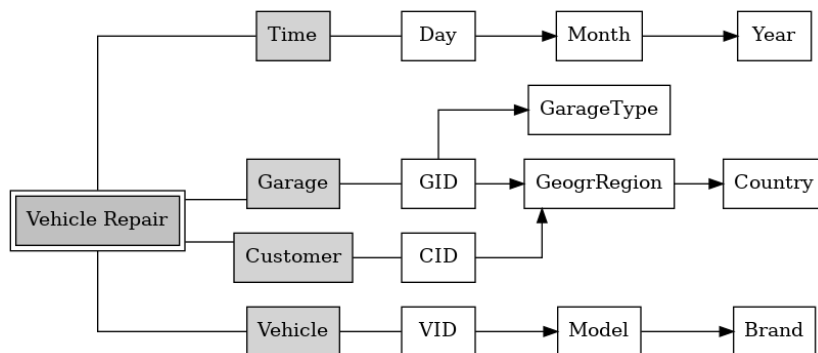 Time Day Month Year
GarageType
Garage GID GeogrRegion Country
Vehicle Repair
Customer CID
Vehicle VID Model Brand